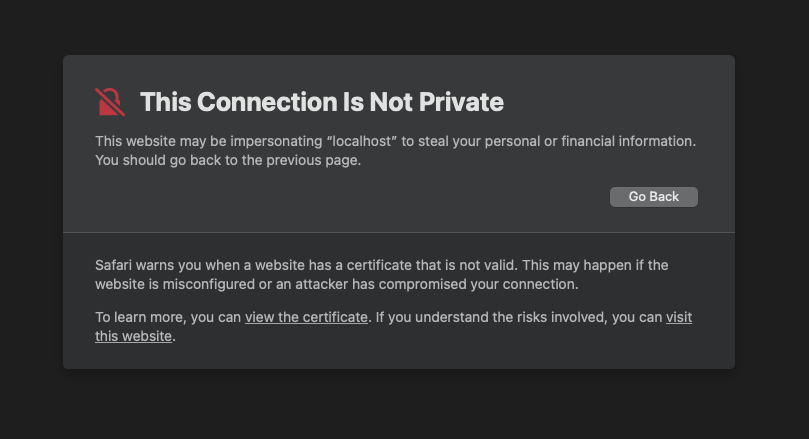 This Connection Is Not Private
This website may be impersonating “localhost” to steal your personal or financial information.
You should go back to the previous page.
Go Back
Safari warns you when a website has a certificate that is not valid. This may happen if the
website is misconfigured or an attacker has compromised your connection.
To learn more, you can view the certificate. If you understand the risks involved, you can visit
this website.